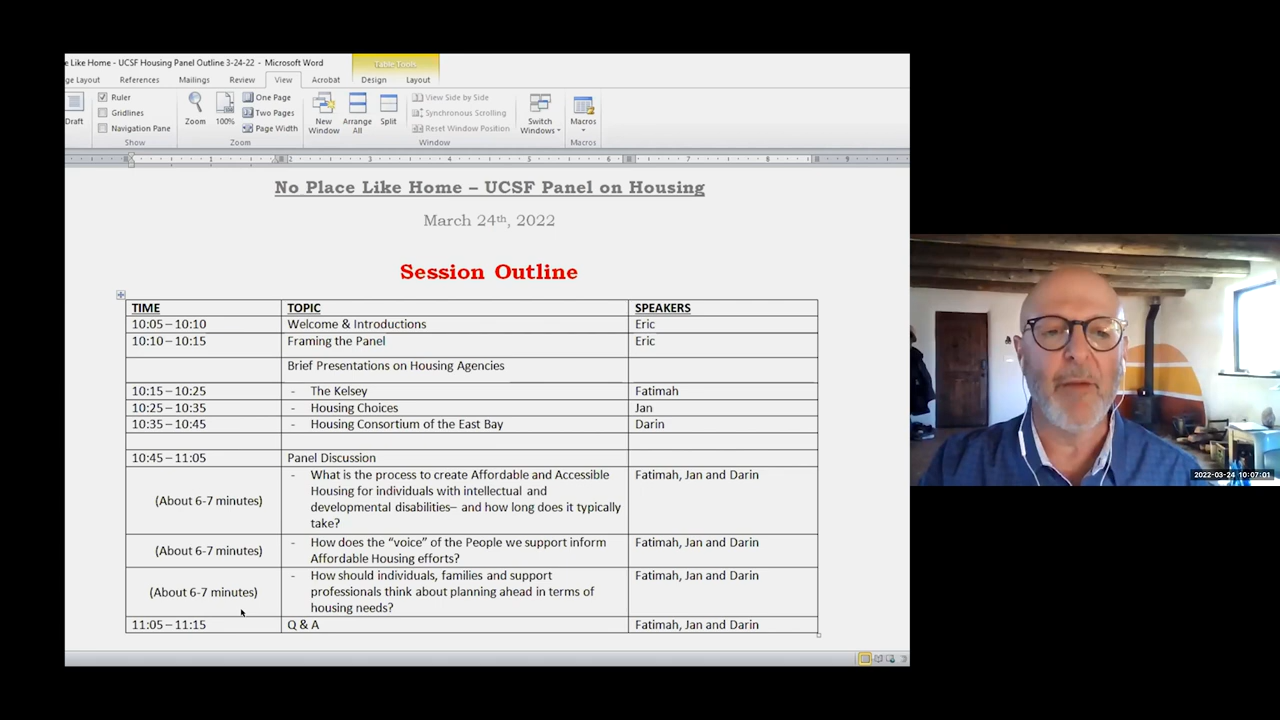 e Like Home - UCSF Housing Panel Outline 3-24-22 - Microsoft Word
Table Tools
ge Layout References Mailings Review View Acrobat Design Layout
Draft
Ruler
Gridlines
Navigation Pane
Show
Zoom
100%
One Page
Two Pages
Page Width
Zoom
New Window
Arrange All
Split
View Side by Side
Synchronous Scrolling
Reset Window Position
Window
Switch Windows
Macros
Macros
1 2 3 4 5 6 7 8 9
No Place Like Home – UCSF Panel on Housing
March 24th, 2022
Session Outline
TIME TOPIC SPEAKERS
10:05 – 10:10 Welcome & Introductions Eric
10:10 – 10:15 Framing the Panel Eric
Brief Presentations on Housing Agencies
10:15 – 10:25 - The Kelsey Fatimah
10:25 – 10:35 - Housing Choices Jan
10:35 – 10:45 - Housing Consortium of the East Bay Darin
10:45 – 11:05 Panel Discussion
(About 6-7 minutes) - What is the process to create Affordable and Accessible Fatimah, Jan and Darin
Housing for individuals with intellectual and
developmental disabilities– and how long does it typically
take?
(About 6-7 minutes) - How does the “voice” of the People we support inform Fatimah, Jan and Darin
Affordable Housing efforts?
(About 6-7 minutes) - How should individuals, families and support Fatimah, Jan and Darin
professionals think about planning ahead in terms of
housing needs?
11:05 – 11:15 Q & A Fatimah, Jan and Darin
2022-03-24 10:07:01